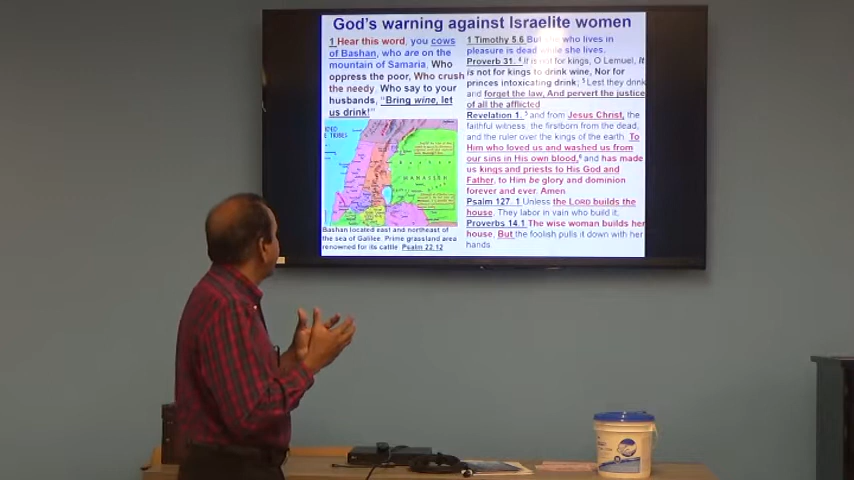 God's warning against Israelite women
1 Hear this word, you cows
of Bashan, who are on the
mountain of Samaria, Who
oppress the poor, Who crush
the needy, Who say to your
husbands, "Bring wine, let
us drink!"
Bashan located east and northeast of
the sea of Galilee. Prime grassland area
renowned for its cattle Psalm 22.12
1 Timothy 5.6 But she who lives in
pleasure is dead while she lives.
Proverb 31. 4 It is not for kings, O Lemuel, It
is not for kings to drink wine, Nor for
princes intoxicating drink; 5 Lest they drink
and forget the law, And pervert the justice
of all the afflicted
Revelation 1. 5 and from Jesus Christ, the
faithful witness, the firstborn from the dead,
and the ruler over the kings of the earth. To
Him who loved us and washed us from
our sins in His own blood, 6 and has made
us kings and priests to His God and
Father, to Him be glory and dominion
forever and ever. Amen.
Psalm 127. 1 Unless the LORD builds the
house, They labor in vain who build it;
Proverbs 14.1 The wise woman builds her
house, But the foolish pulls it down with her
hands.
MANASSEH